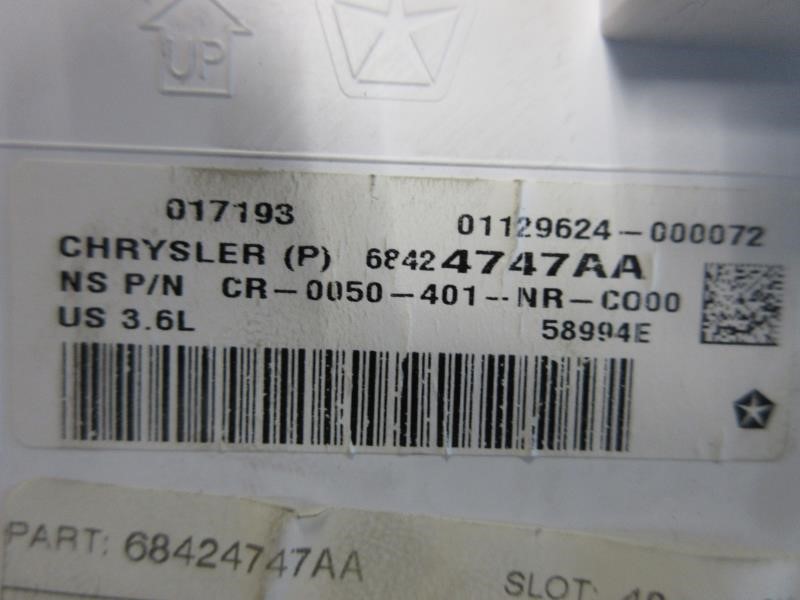 UP
017193
01129624-000072
CHRYSLER (P) 68424747AA
NS P/N CR-0050-401--NR-C000
US 3.6L
58994E
PART: 68424747AA
SLOT: